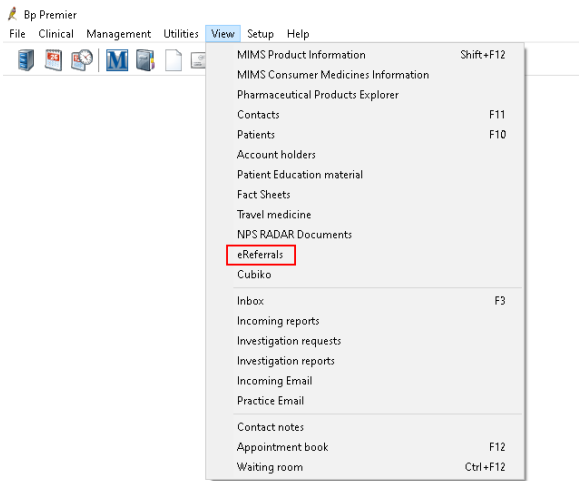 Bp Premier
File Clinical Management Utilities View Setup Help
MIMS Product Information Shift+F12
MIMS Consumer Medicines Information
Pharmaceutical Products Explorer
Contacts F11
Patients F10
Account holders
Patient Education material
Fact Sheets
Travel medicine
NPS RADAR Documents
eReferrals
Cubiko
Inbox F3
Incoming reports
Investigation requests
Investigation reports
Incoming Email
Practice Email
Contact notes
Appointment book F12
Waiting room Ctrl+F12